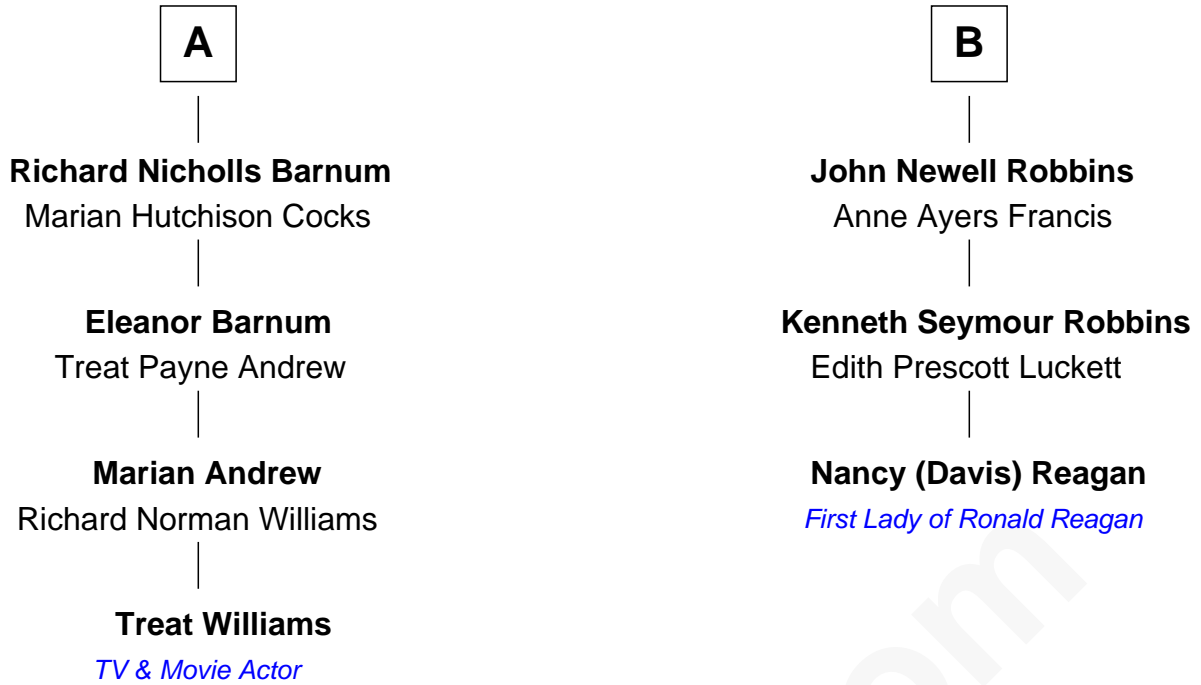 A
Richard Nicholls Barnum
Marian Hutchison Cocks
Eleanor Barnum
Treat Payne Andrew
Marian Andrew
Richard Norman Williams
Treat Williams
TV & Movie Actor
B
John Newell Robbins
Anne Ayers Francis
Kenneth Seymour Robbins
Edith Prescott Luckett
Nancy (Davis) Reagan
First Lady of Ronald Reagan
om